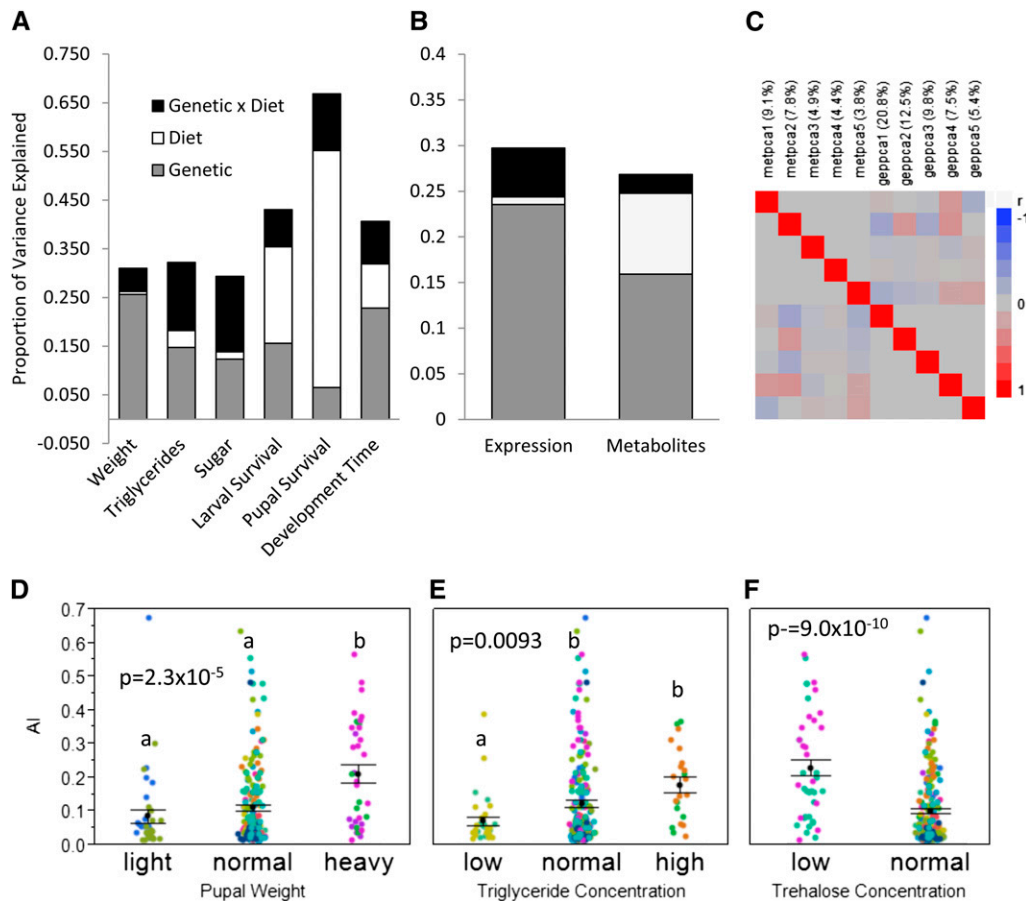 A
Proportion of Variance Explained
0.750
0.650
0.550
0.450
0.350
0.250
0.150
0.050
-0.050
Genetic x Diet
Diet
Genetic
Weight
Triglycerides
Sugar
Larval Survival
Pupal Survival
Development Time
B
0.4
0.35
0.3
0.25
0.2
0.15
0.1
0.05
0
Expression
Metabolites
C
metpca1 (9.1%)
metpca2 (7.8%)
metpca3 (4.9%)
metpca4 (4.4%)
metpca5 (3.8%)
geppca1 (20.8%)
geppca2 (12.5%)
geppca3 (9.8%)
geppca4 (7.5%)
geppca5 (5.4%)
r
-1
0
1
D
AI
0.7
0.6
0.5
0.4
0.3
0.2
0.1
0.0
p=2.3x10⁻⁵
a
a
b
light
normal
heavy
Pupal Weight
E
p=0.0093
a
b
b
low
normal
high
Triglyceride Concentration
F
p-=9.0x10⁻¹⁰
low
normal
Trehalose Concentration